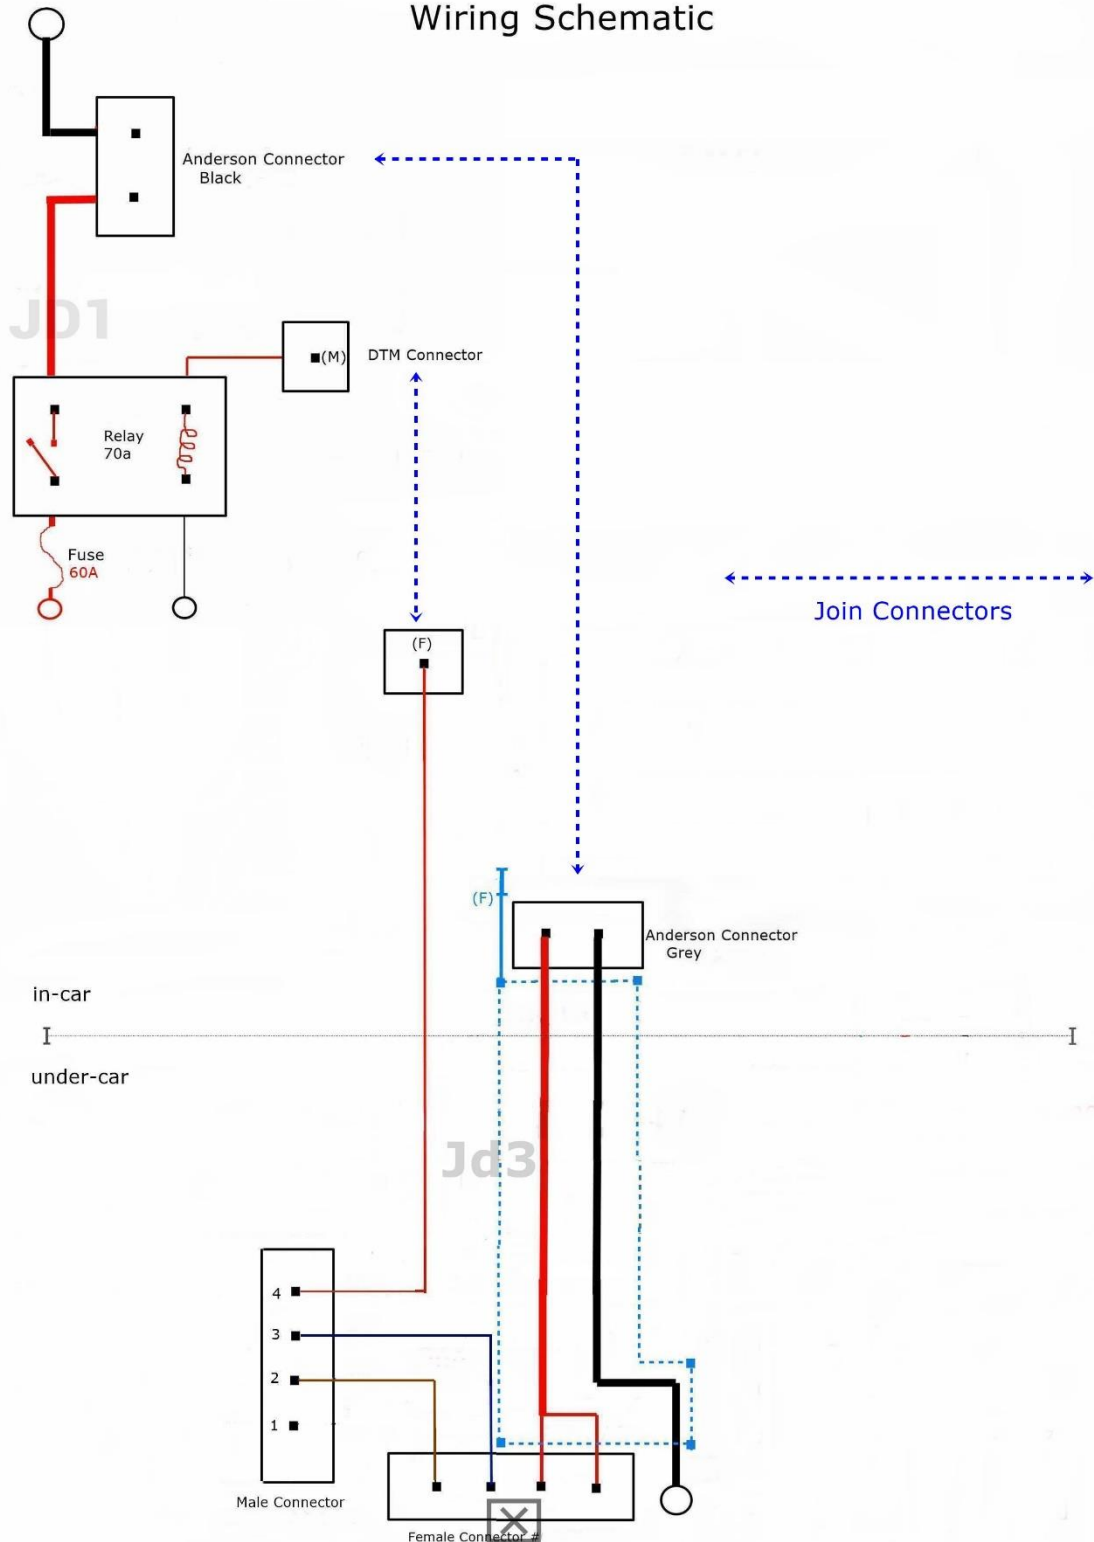 Wiring Schematic
Anderson Connector
Black
JD1
(M)
DTM Connector
Relay
70a
Fuse
60A
Join Connectors
(F)
(F)
Anderson Connector
Grey
in-car
under-car
Jd3
4
3
2
1
Male Connector
Female Connector #